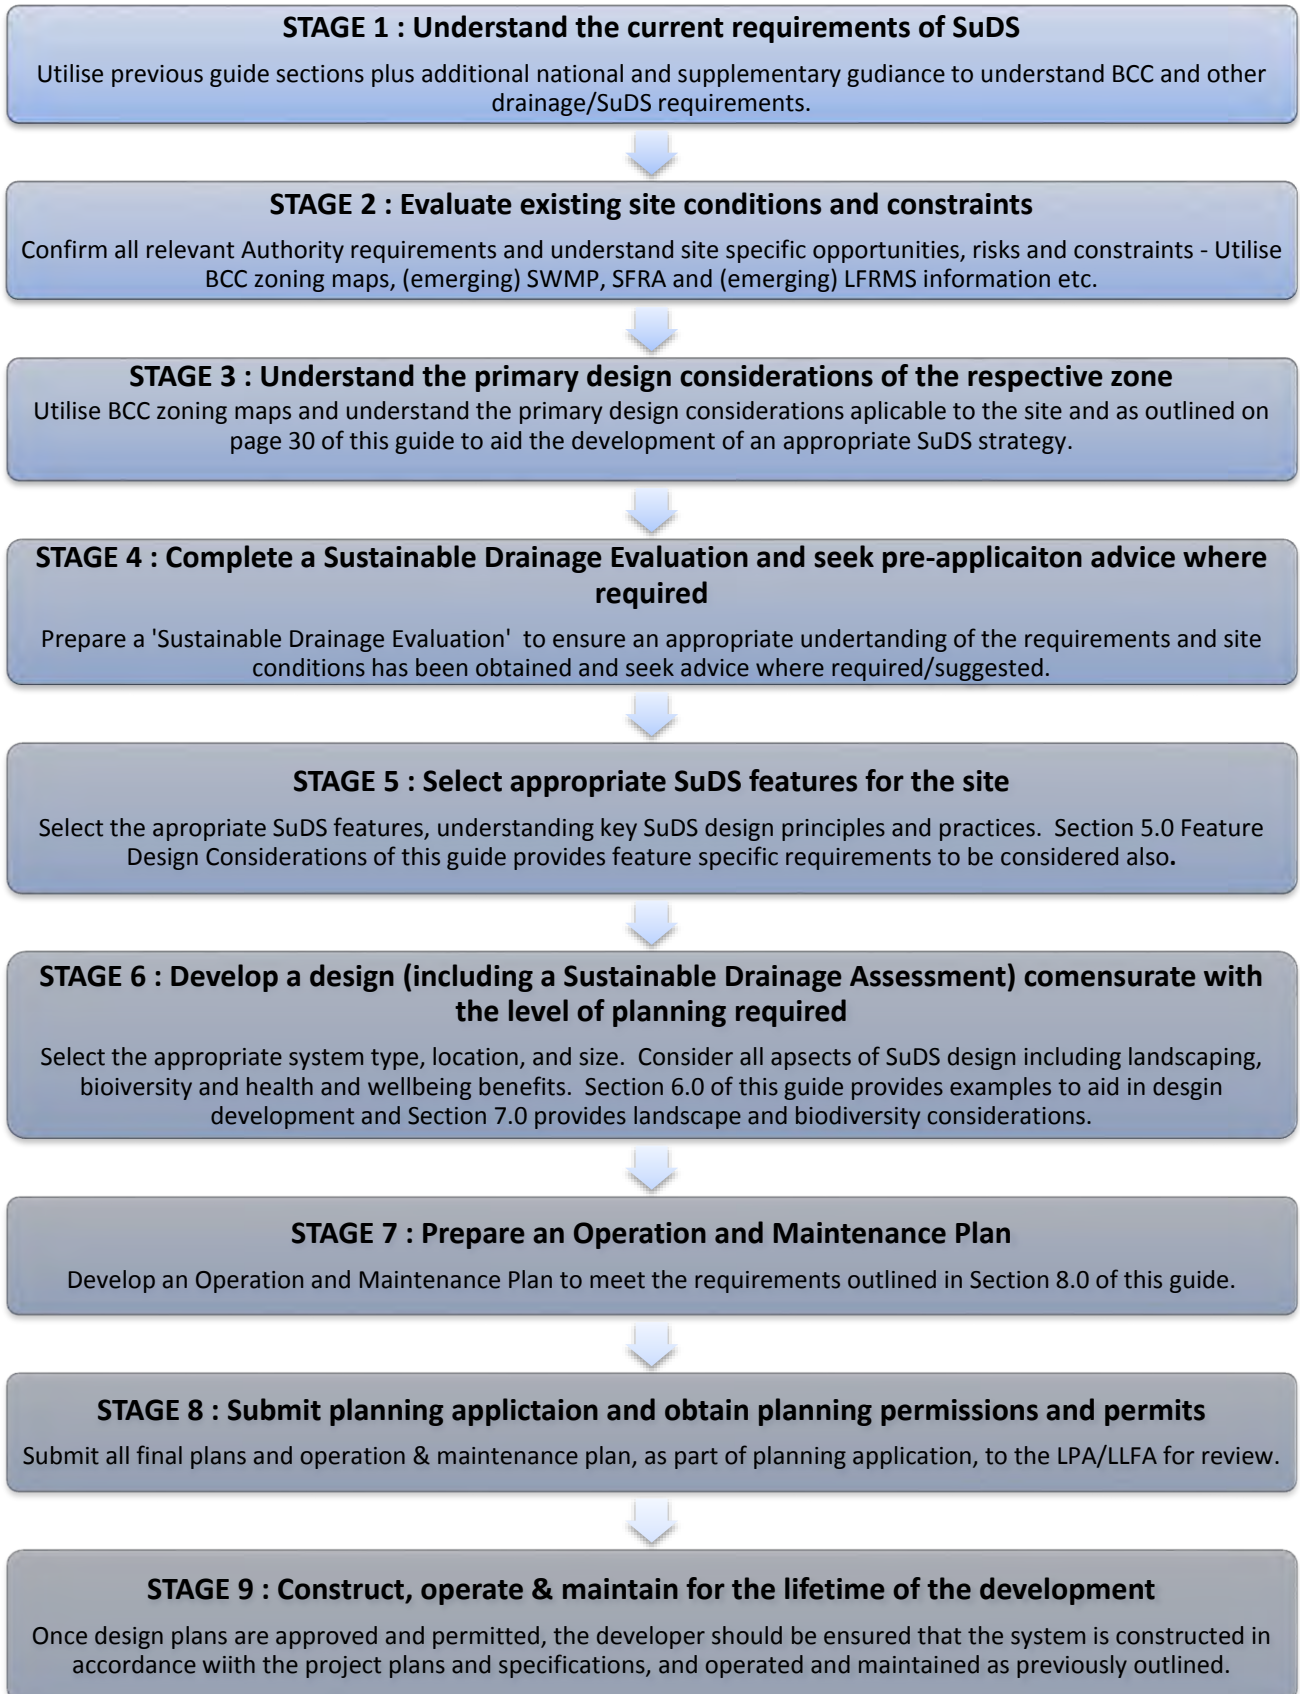 STAGE 1 : Understand the current requirements of SuDS
Utilise previous guide sections plus additional national and supplementary gudiance to understand BCC and other
drainage/SuDS requirements.
STAGE 2 : Evaluate existing site conditions and constraints
Confirm all relevant Authority requirements and understand site specific opportunities, risks and constraints - Utilise
BCC zoning maps, (emerging) SWMP, SFRA and (emerging) LFRMS information etc.
STAGE 3 : Understand the primary design considerations of the respective zone
Utilise BCC zoning maps and understand the primary design considerations aplicable to the site and as outlined on
page 30 of this guide to aid the development of an appropriate SuDS strategy.
STAGE 4 : Complete a Sustainable Drainage Evaluation and seek pre-applicaiton advice where
required
Prepare a 'Sustainable Drainage Evaluation'  to ensure an appropriate undertanding of the requirements and site
conditions has been obtained and seek advice where required/suggested.
STAGE 5 : Select appropriate SuDS features for the site
Select the apropriate SuDS features, understanding key SuDS design principles and practices.  Section 5.0 Feature
Design Considerations of this guide provides feature specific requirements to be considered also.
STAGE 6 : Develop a design (including a Sustainable Drainage Assessment) comensurate with
the level of planning required
Select the appropriate system type, location, and size.  Consider all apsects of SuDS design including landscaping,
bioiversity and health and wellbeing benefits.  Section 6.0 of this guide provides examples to aid in desgin
development and Section 7.0 provides landscape and biodiversity considerations.
STAGE 7 : Prepare an Operation and Maintenance Plan
Develop an Operation and Maintenance Plan to meet the requirements outlined in Section 8.0 of this guide.
STAGE 8 : Submit planning applictaion and obtain planning permissions and permits
Submit all final plans and operation & maintenance plan, as part of planning application, to the LPA/LLFA for review.
STAGE 9 : Construct, operate & maintain for the lifetime of the development
Once design plans are approved and permitted, the developer should be ensured that the system is constructed in
accordance wiith the project plans and specifications, and operated and maintained as previously outlined.